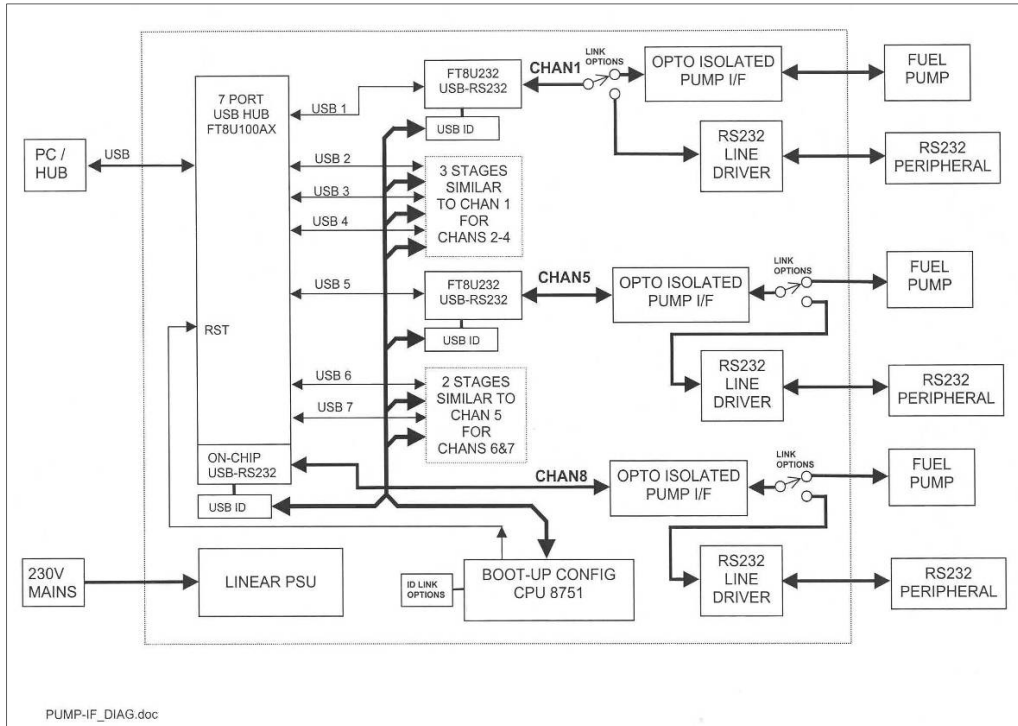 PC /
HUB
USB
7 PORT
USB HUB
FT8U100AX
RST
ON-CHIP
USB-RS232
USB ID
USB 1
USB 2
USB 3
USB 4
USB 5
USB 6
USB 7
FT8U232
USB-RS232
USB ID
3 STAGES
SIMILAR
TO CHAN 1
FOR
CHANS 2-4
FT8U232
USB-RS232
USB ID
2 STAGES
SIMILAR TO
CHAN 5
FOR
CHANS 6&7
CHAN1
LINK
OPTIONS
OPTO ISOLATED
PUMP I/F
FUEL
PUMP
RS232
LINE
DRIVER
RS232
PERIPHERAL
CHAN5
OPTO ISOLATED
PUMP I/F
LINK
OPTIONS
FUEL
PUMP
RS232
LINE
DRIVER
RS232
PERIPHERAL
CHAN8
OPTO ISOLATED
PUMP I/F
LINK
OPTIONS
FUEL
PUMP
RS232
LINE
DRIVER
RS232
PERIPHERAL
230V
MAINS
LINEAR PSU
ID LINK
OPTIONS
BOOT-UP CONFIG
CPU 8751
PUMP-IF_DIAG.doc